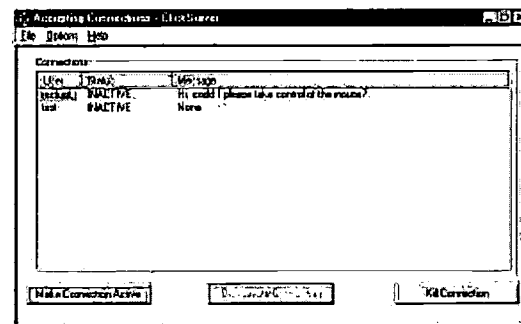 Accepting Connections - ClickServer
File Options Help
Connections
User Status Message
INACTIVE Hi, could I please take control of the mouse?
test INACTIVE None
Make Connection Active Kill Connection